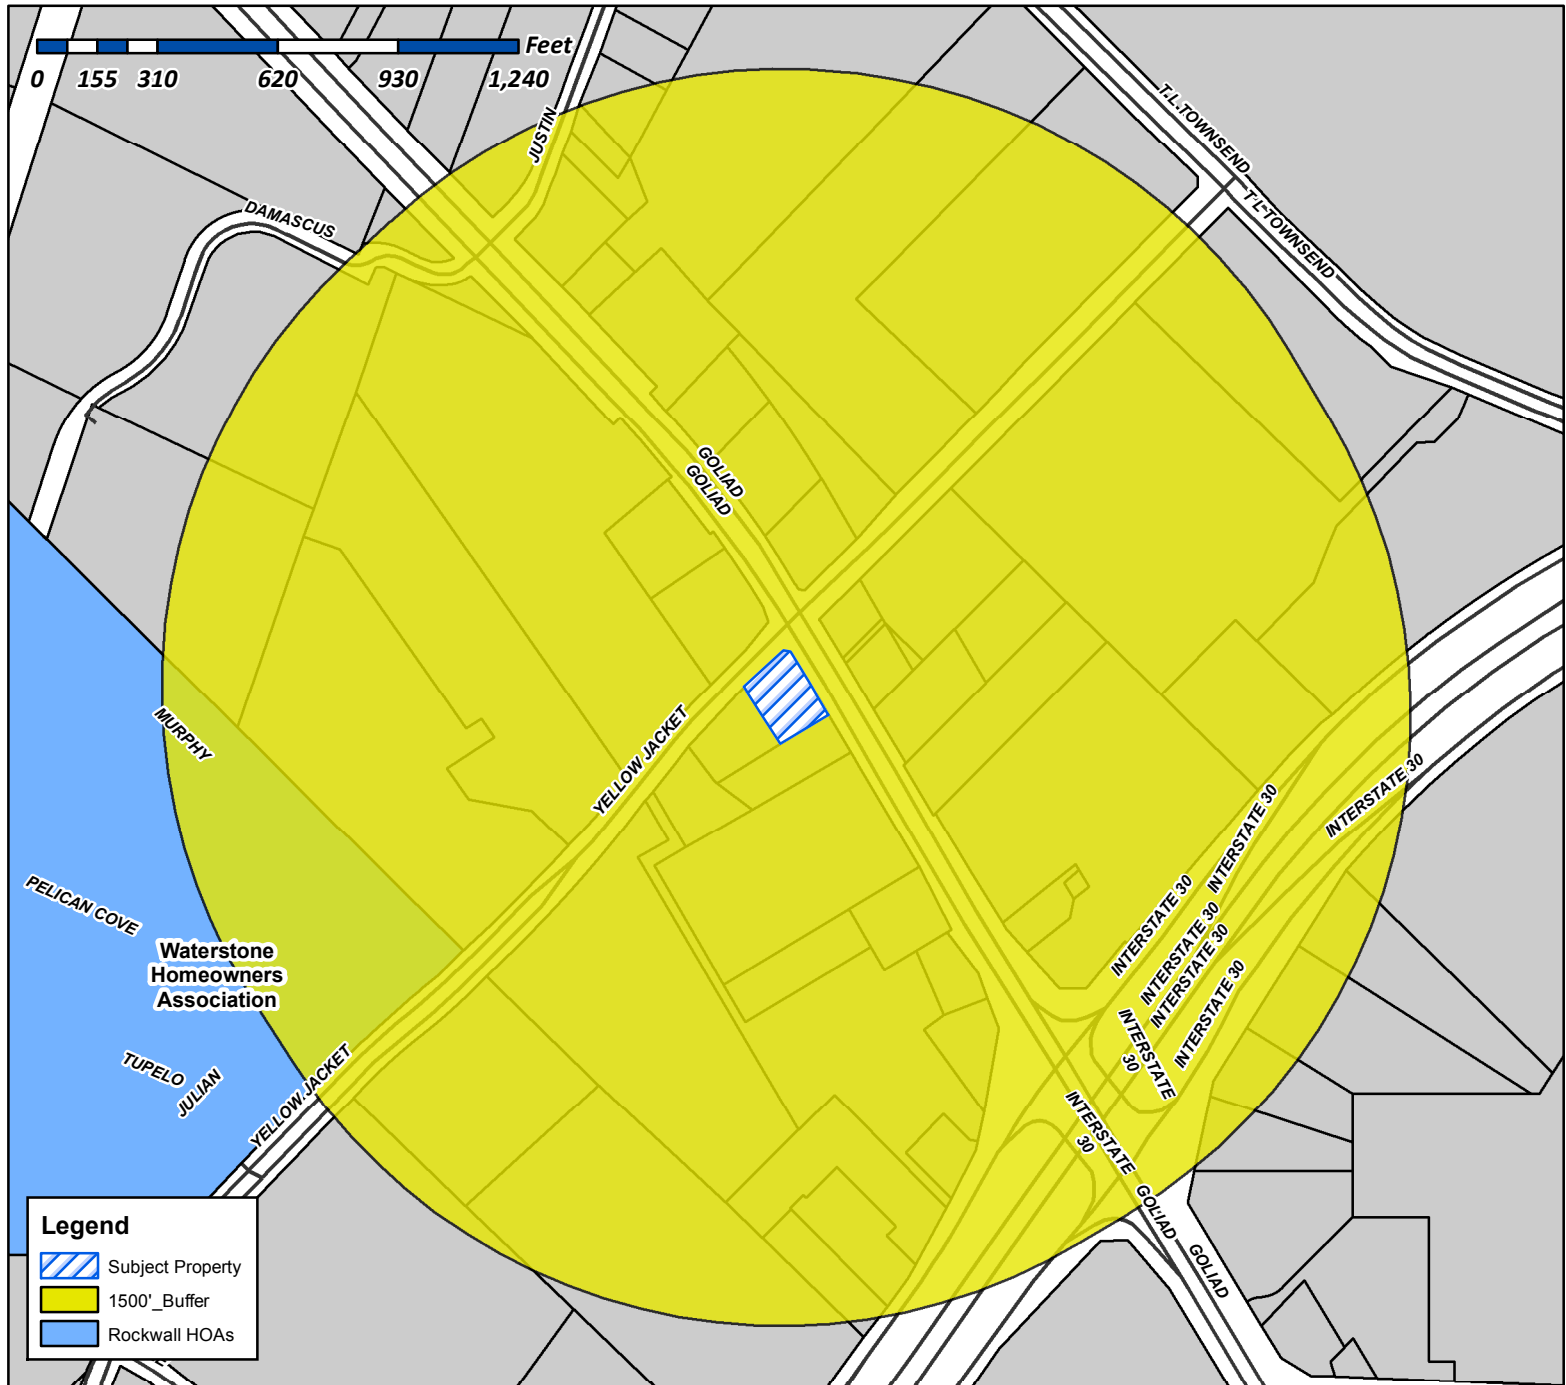 Feet
0 155 310 620 930 1,240
JUSTIN
T.L.TOWNSEND
T L TOWNSEND
DAMASCUS
GOLIAD
GOLIAD
YELLOW JACKET
MURPHY
PELICAN COVE
Waterstone
Homeowners
Association
TUPELO
JULIAN
YELLOW JACKET
INTERSTATE 30
INTERSTATE 30
INTERSTATE 30
INTERSTATE 30
INTERSTATE 30
INTERSTATE 30
INTERSTATE
30
INTERSTATE
30
GOLIAD
GOLIAD
Legend
Subject Property
1500'_Buffer
Rockwall HOAs